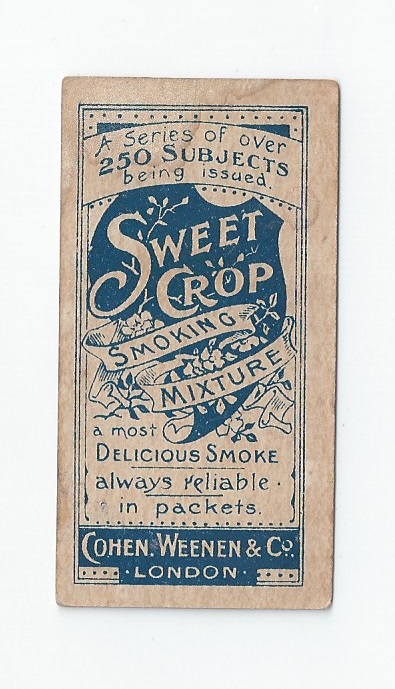 A Series of over
250 SUBJECTS
being issued.
SWEET
CROP
SMOKING
MIXTURE
a most
DELICIOUS SMOKE
always reliable ·
in packets.
COHEN, WEENEN & Co.
· LONDON ·